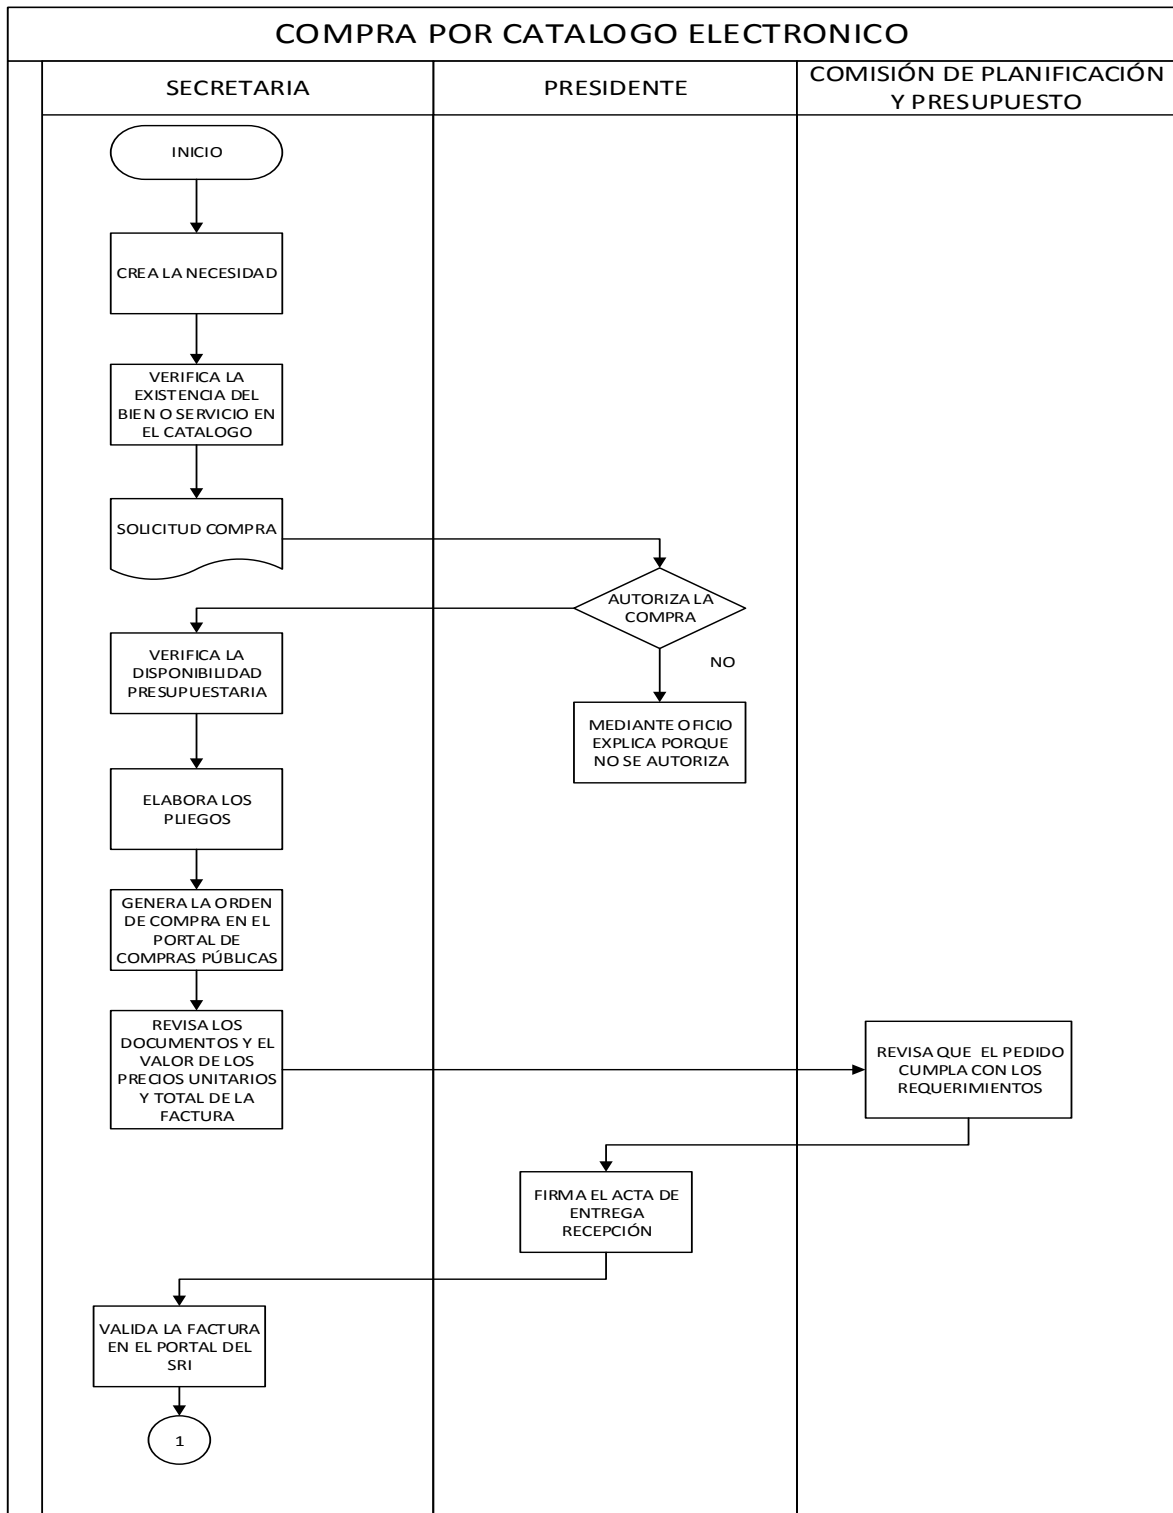 COMPRA POR CATALOGO ELECTRONICO
SECRETARIA
PRESIDENTE
COMISIÓN DE PLANIFICACIÓN
Y PRESUPUESTO
INICIO
CREA LA NECESIDAD
VERIFICA LA
EXISTENCIA DEL
BIEN O SERVICIO EN
EL CATALOGO
SOLICITUD COMPRA
AUTORIZA LA
COMPRA
NO
VERIFICA LA
DISPONIBILIDAD
PRESUPUESTARIA
MEDIANTE OFICIO
EXPLICA PORQUE
NO SE AUTORIZA
ELABORA LOS
PLIEGOS
GENERA LA ORDEN
DE COMPRA EN EL
PORTAL DE
COMPRAS PÚBLICAS
REVISA LOS
DOCUMENTOS Y EL
VALOR DE LOS
PRECIOS UNITARIOS
Y TOTAL DE LA
FACTURA
REVISA QUE EL PEDIDO
CUMPLA CON LOS
REQUERIMIENTOS
FIRMA EL ACTA DE
ENTREGA
RECEPCIÓN
VALIDA LA FACTURA
EN EL PORTAL DEL
SRI
1